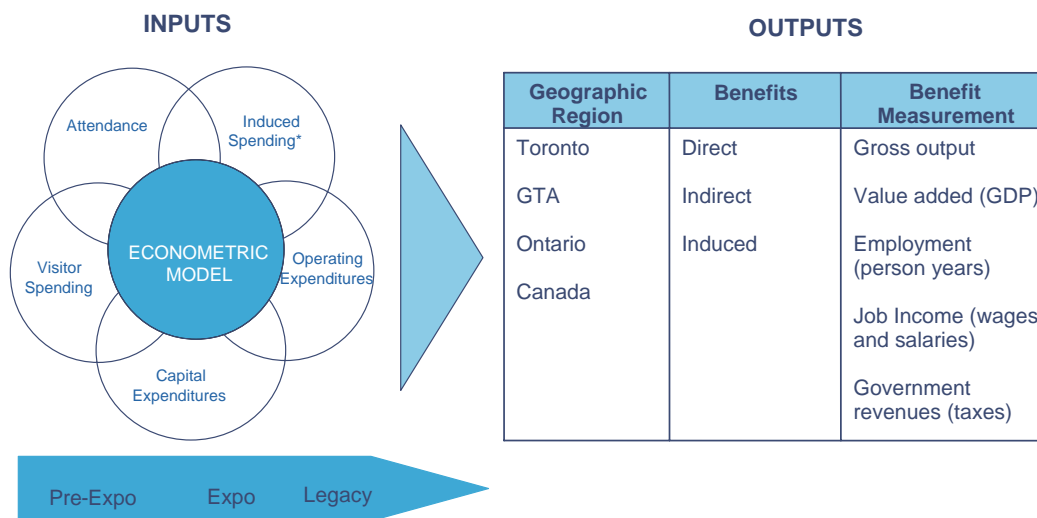 INPUTS
OUTPUTS
Attendance
Induced
Spending*
ECONOMETRIC
MODEL
Visitor
Spending
Operating
Expenditures
Capital
Expenditures
Pre-Expo
Expo
Legacy
Geographic
Region
Benefits
Benefit
Measurement
Toronto
Direct
Gross output
GTA
Indirect
Value added (GDP)
Ontario
Induced
Employment
(person years)
Canada
Job Income (wages
and salaries)
Government
revenues (taxes)